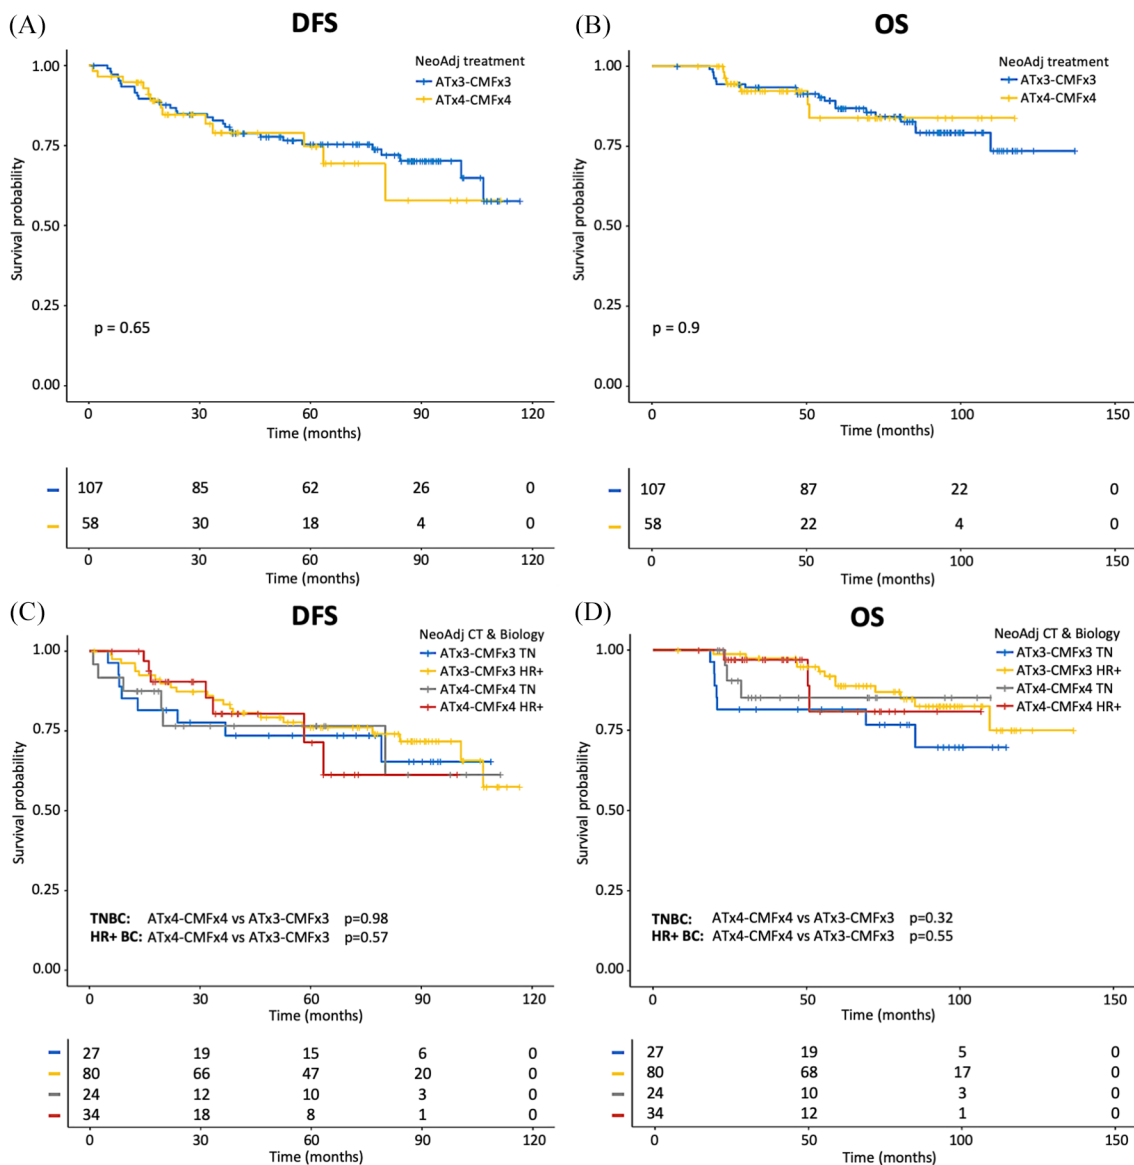 (A)
DFS
NeoAdj treatment
ATx3-CMFx3
ATx4-CMFx4
1.00
0.75
0.50
0.25
0.00
Survival probability
p = 0.65
0 30 60 90 120
Time (months)
107 85 62 26 0
58 30 18 4 0
0 30 60 90 120
Time (months)
(B)
OS
NeoAdj treatment
ATx3-CMFx3
ATx4-CMFx4
1.00
0.75
0.50
0.25
0.00
Survival probability
p = 0.9
0 50 100 150
Time (months)
107 87 22 0
58 22 4 0
0 50 100 150
Time (months)
(C)
DFS
NeoAdj CT & Biology
ATx3-CMFx3 TN
ATx3-CMFx3 HR+
ATx4-CMFx4 TN
ATx4-CMFx4 HR+
1.00
0.75
0.50
0.25
0.00
Survival probability
TNBC: ATx4-CMFx4 vs ATx3-CMFx3 p=0.98
HR+ BC: ATx4-CMFx4 vs ATx3-CMFx3 p=0.57
0 30 60 90 120
Time (months)
27 19 15 6 0
80 66 47 20 0
24 12 10 3 0
34 18 8 1 0
0 30 60 90 120
Time (months)
(D)
OS
NeoAdj CT & Biology
ATx3-CMFx3 TN
ATx3-CMFx3 HR+
ATx4-CMFx4 TN
ATx4-CMFx4 HR+
1.00
0.75
0.50
0.25
0.00
Survival probability
TNBC: ATx4-CMFx4 vs ATx3-CMFx3 p=0.32
HR+ BC: ATx4-CMFx4 vs ATx3-CMFx3 p=0.55
0 50 100 150
Time (months)
27 19 5 0
80 68 17 0
24 10 3 0
34 12 1 0
0 50 100 150
Time (months)